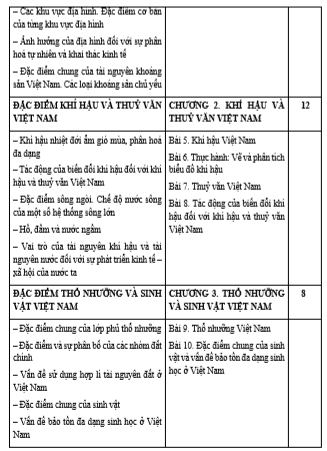 – Các khu vực địa hình. Đặc điểm cơ bản
của từng khu vực địa hình
– Ảnh hưởng của địa hình đối với sự phân
hoá tự nhiên và khai thác kinh tế
– Đặc điểm chung của tài nguyên khoáng
sản Việt Nam. Các loại khoáng sản chủ yếu
ĐẶC ĐIỂM KHÍ HẬU VÀ THUỶ VĂN
VIỆT NAM
CHƯƠNG 2. KHÍ HẬU VÀ
THUỶ VĂN VIỆT NAM
12
– Khí hậu nhiệt đới ẩm gió mùa, phân hoá
đa dạng
– Tác động của biến đổi khí hậu đối với khí
hậu và thuỷ văn Việt Nam
– Đặc điểm sông ngòi. Chế độ nước sông
của một số hệ thống sông lớn
– Hồ, đầm và nước ngầm
– Vai trò của tài nguyên khí hậu và tài
nguyên nước đối với sự phát triển kinh tế –
xã hội của nước ta
Bài 5. Khí hậu Việt Nam
Bài 6. Thực hành: Vẽ và phân tích
biểu đồ khí hậu
Bài 7. Thuỷ văn Việt Nam
Bài 8. Tác động của biến đổi khí
hậu đối với khí hậu và thuỷ văn
Việt Nam
ĐẶC ĐIỂM THỔ NHƯỠNG VÀ SINH
VẬT VIỆT NAM
CHƯƠNG 3. THỔ NHƯỠNG
VÀ SINH VẬT VIỆT NAM
8
– Đặc điểm chung của lớp phủ thổ nhưỡng
– Đặc điểm và sự phân bố của các nhóm đất
chính
– Vấn đề sử dụng hợp lí tài nguyên đất ở
Việt Nam
– Đặc điểm chung của sinh vật
– Vấn đề bảo tồn đa dạng sinh học ở Việt
Nam
Bài 9. Thổ nhưỡng Việt Nam
Bài 10. Đặc điểm chung của sinh
vật và vấn đề bảo tồn đa dạng sinh
học ở Việt Nam